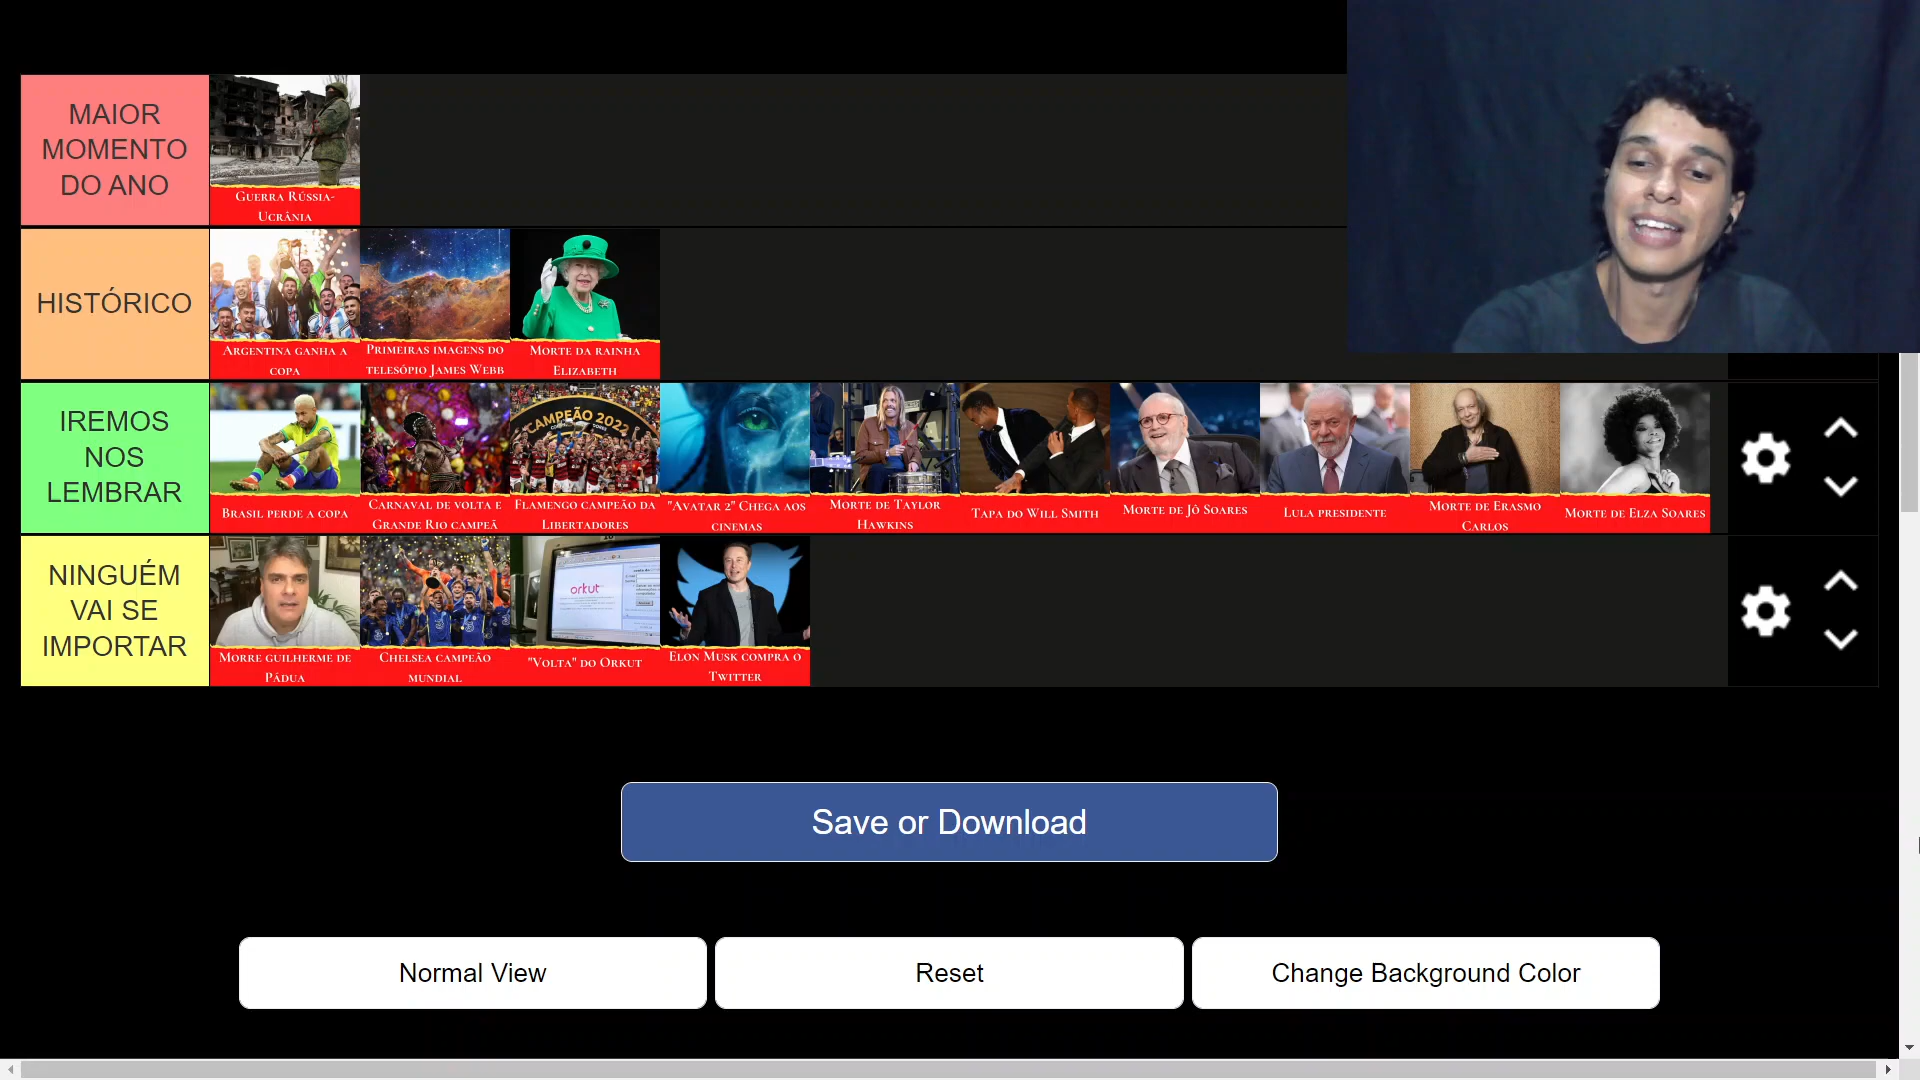 MAIOR
MOMENTO
DO ANO
Guerra Rússia-
Ucrânia
HISTÓRICO
Argentina ganha a
copa
Primeiras imagens do
telesópio James Webb
Morte da rainha
Elizabeth
IREMOS
NOS
LEMBRAR
Brasil perde a copa
Carnaval de volta e
Grande Rio campeã
CAMPEÃO 2022
Flamengo campeão da
Libertadores
"Avatar 2" Chega aos
cinemas
Morte de Taylor
Hawkins
Tapa do Will Smith
Morte de Jô Soares
Lula presidente
Morte de Erasmo
Carlos
Morte de Elza Soares
NINGUÉM
VAI SE
IMPORTAR
Morre guilherme de
Pádua
Chelsea campeão
mundial
orkut
"Volta" do Orkut
Elon Musk compra o
Twitter
Save or Download
Normal View
Reset
Change Background Color